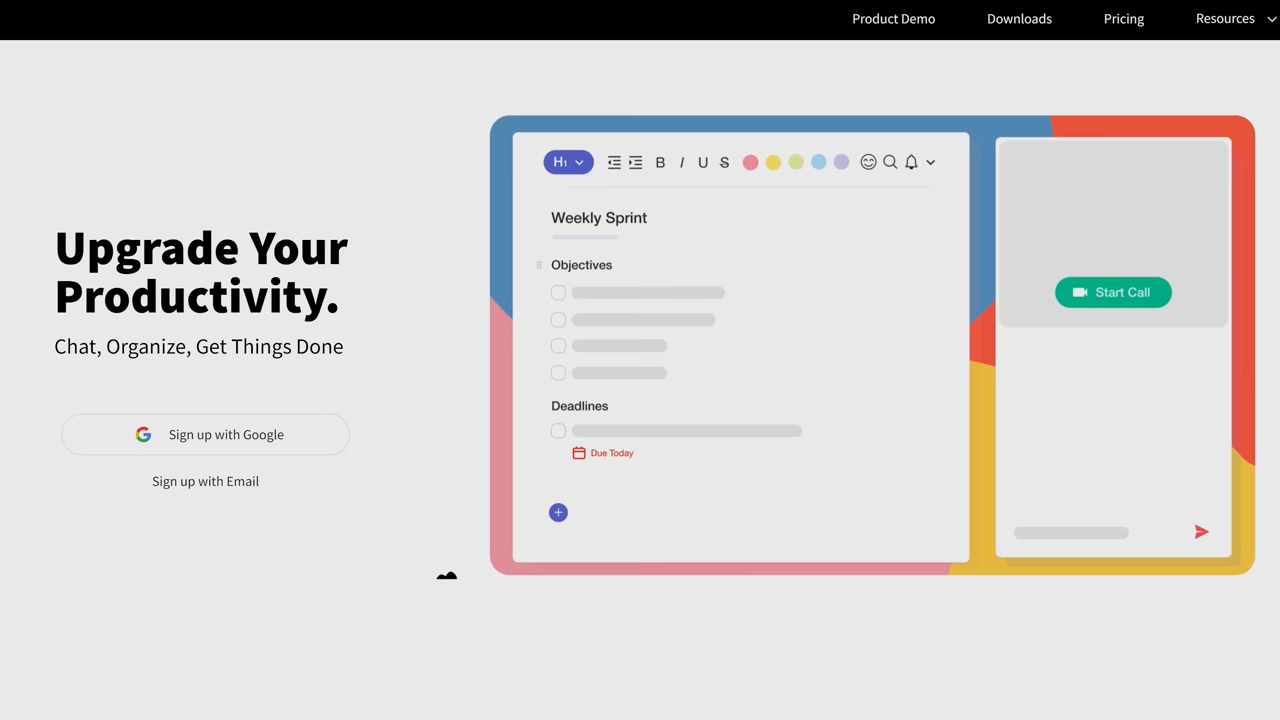 Product Demo
Downloads
Pricing
Resources
Upgrade Your
Productivity.
Chat, Organize, Get Things Done
Sign up with Google
Sign up with Email
H1
B I U S
Weekly Sprint
Objectives
Deadlines
Due Today
Start Call